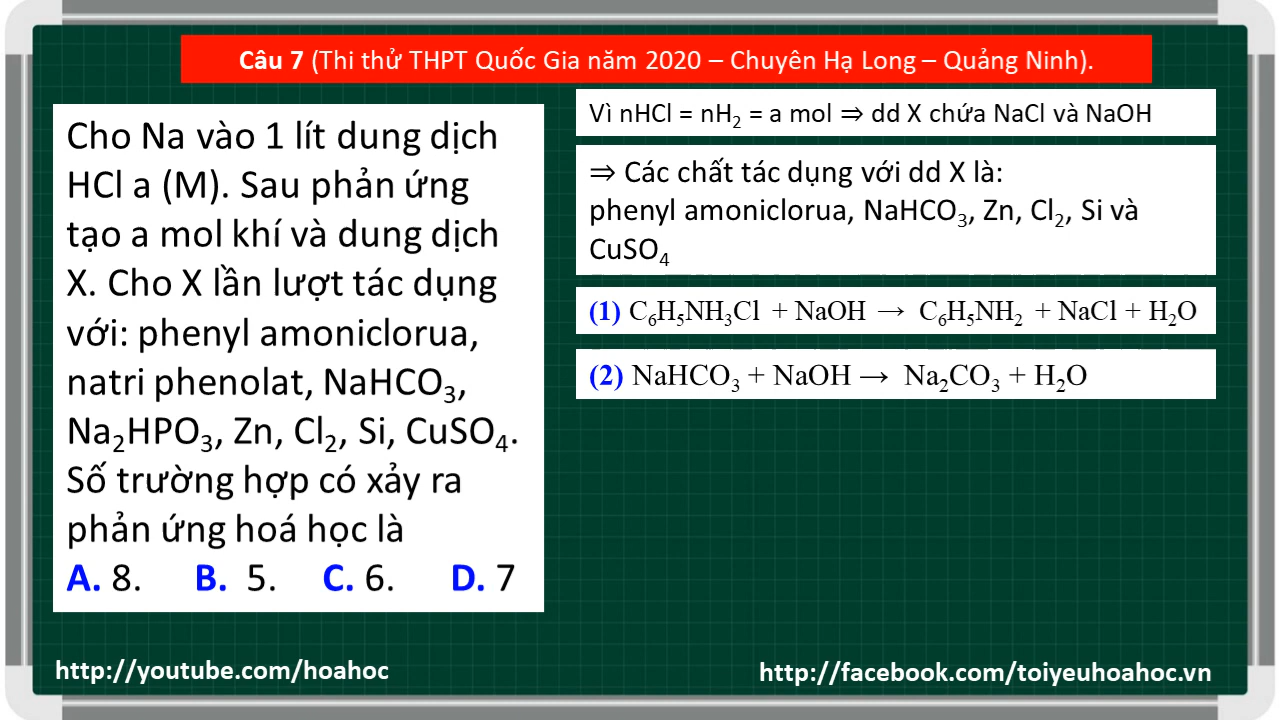 Câu 7 (Thi thử THPT Quốc Gia năm 2020 – Chuyên Hạ Long – Quảng Ninh).
Cho Na vào 1 lít dung dịch
HCl a (M). Sau phản ứng
tạo a mol khí và dung dịch
X. Cho X lần lượt tác dụng
với: phenyl amoniclorua,
natri phenolat, NaHCO₃,
Na₂HPO₃, Zn, Cl₂, Si, CuSO₄.
Số trường hợp có xảy ra
phản ứng hoá học là
A. 8. B. 5. C. 6. D. 7
Vì nHCl = nH₂ = a mol ⇒ dd X chứa NaCl và NaOH
⇒ Các chất tác dụng với dd X là:
phenyl amoniclorua, NaHCO₃, Zn, Cl₂, Si và
CuSO₄
(1) C₆H₅NH₃Cl + NaOH → C₆H₅NH₂ + NaCl + H₂O
(2) NaHCO₃ + NaOH → Na₂CO₃ + H₂O
http://youtube.com/hoahoc
http://facebook.com/toiyeuhoahoc.vn